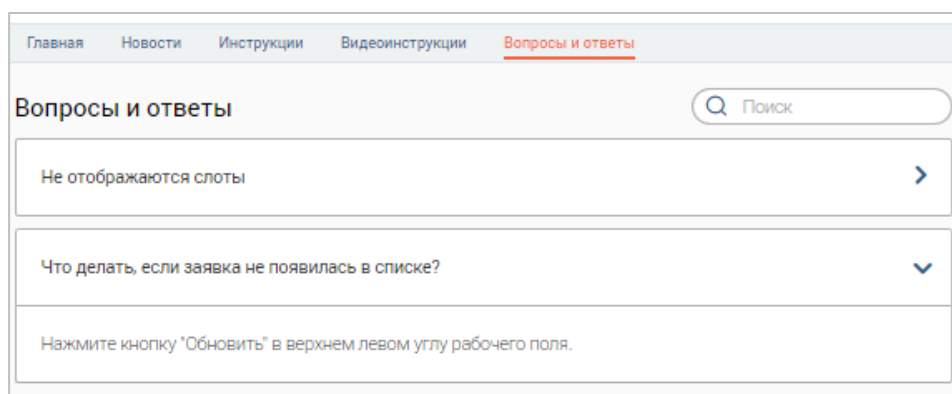 Главная Новости Инструкции Видеоинструкции Вопросы и ответы
Вопросы и ответы
Поиск
Не отображаются слоты
Что делать, если заявка не появилась в списке?
Нажмите кнопку "Обновить" в верхнем левом углу рабочего поля.